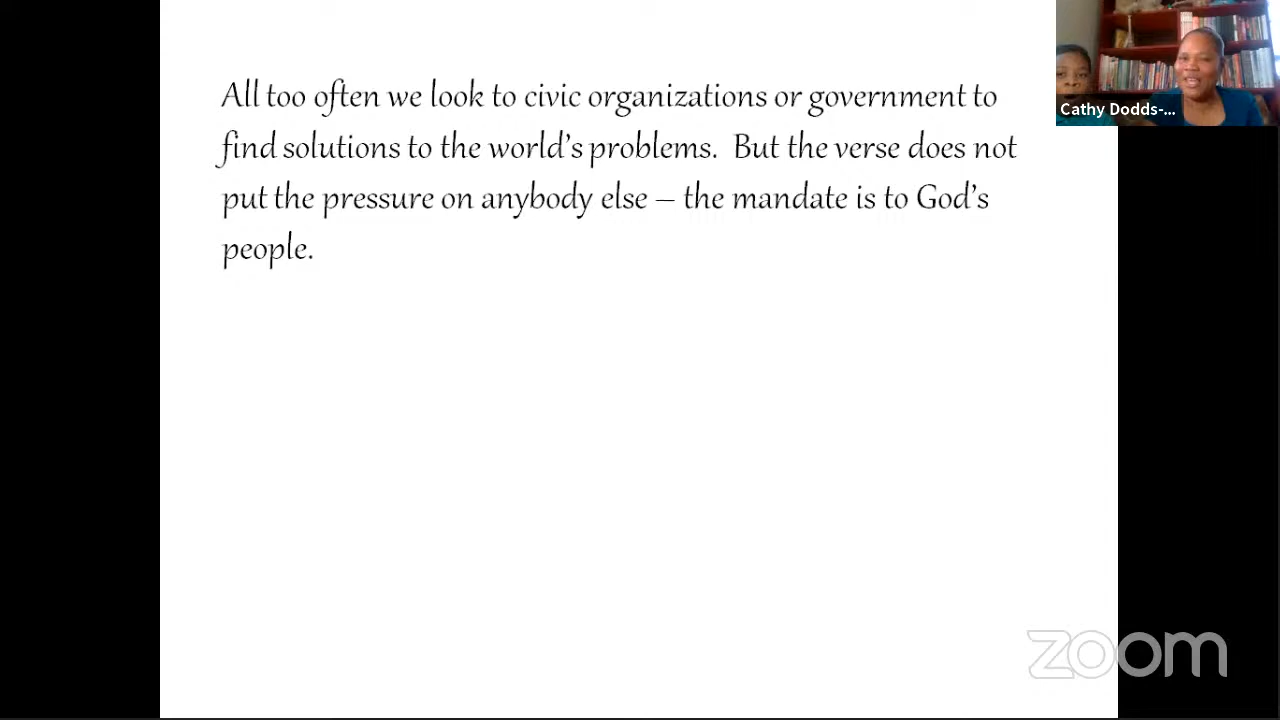 All too often we look to civic organizations or government to
find solutions to the world's problems.  But the verse does not
put the pressure on anybody else – the mandate is to God's
people.
Cathy Dodds-...
zoom